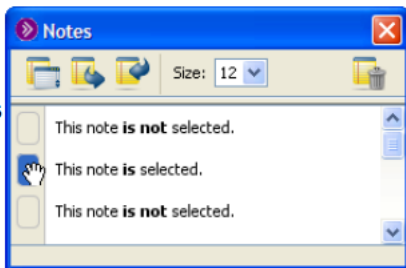 Notes
Size: 12
This note is not selected.
This note is selected.
This note is not selected.